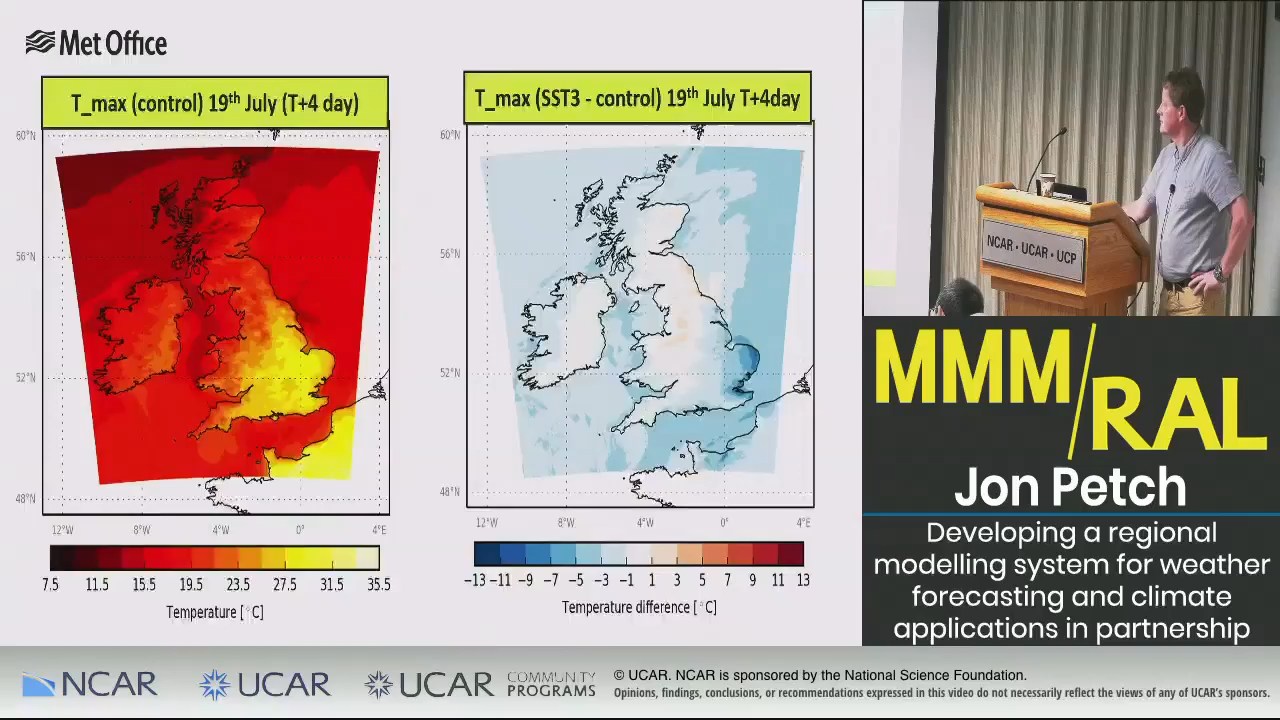 Met Office
T_max (control) 19th July (T+4 day)
T_max (SST3 - control) 19th July T+4day
60°N
56°N
52°N
48°N
12°W 8°W 4°W 0° 4°E
60°N
56°N
52°N
48°N
12°W 8°W 4°W 0° 4°E
7.5 11.5 15.5 19.5 23.5 27.5 31.5 35.5
Temperature [°C]
−13 −11 −9 −7 −5 −3 −1 1 3 5 7 9 11 13
Temperature difference [°C]
NCAR • UCAR • UCP
MMM/RAL
Jon Petch
Developing a regional
modelling system for weather
forecasting and climate
applications in partnership
NCAR
UCAR
UCAR
COMMUNITY
PROGRAMS
© UCAR. NCAR is sponsored by the National Science Foundation.
Opinions, findings, conclusions, or recommendations expressed in this video do not necessarily reflect the views of any of UCAR's sponsors.